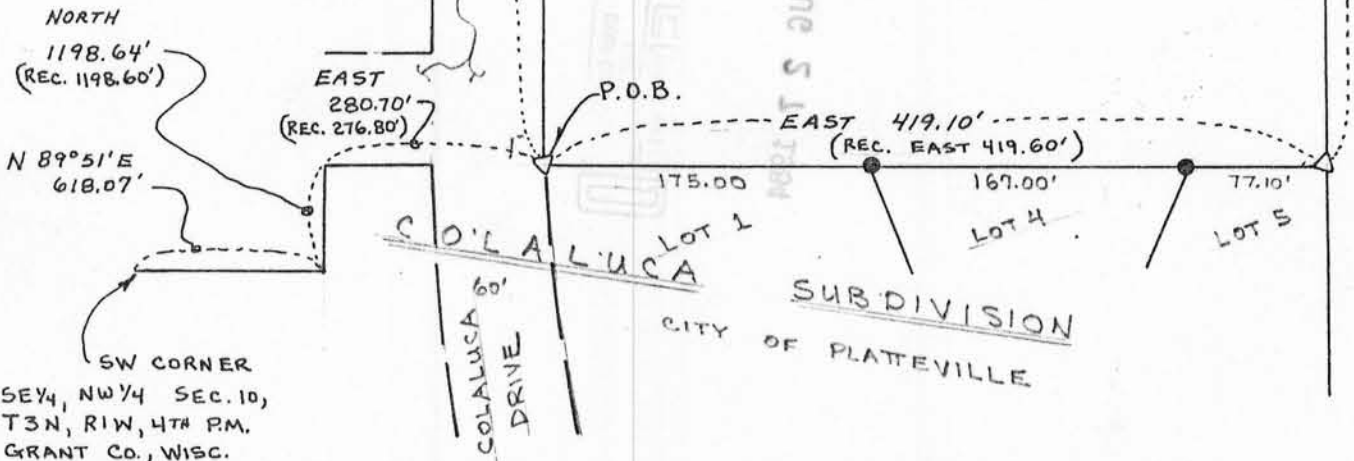 NORTH
1198.64'
(REC. 1198.60')
EAST
280.70'
(REC. 276.80')
N 89°51'E
618.07'
P.O.B.
EAST 419.10'
(REC. EAST 419.60')
175.00
167.00'
77.10'
LOT 1
LOT 4
LOT 5
COLALUCA
SUBDIVISION
CITY OF PLATTEVILLE
60'
COLALUCA
DRIVE
SW CORNER
SE¼, NW¼ SEC. 10,
T3N, R1W, 4TH P.M.
GRANT CO., WISC.